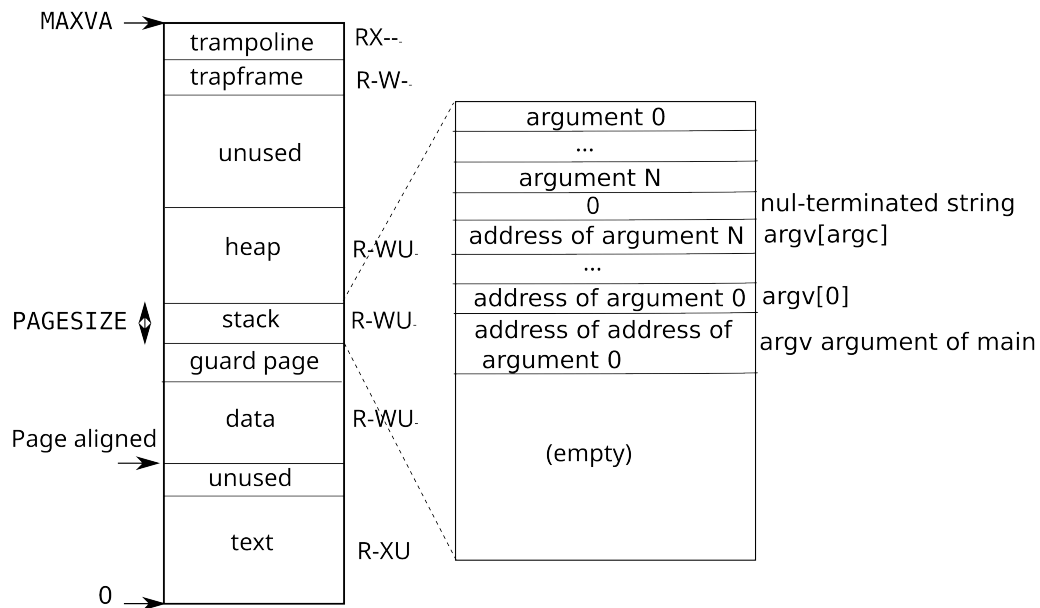 MAXVA
trampoline
RX--
trapframe
R-W-
unused
heap
R-WU
PAGESIZE
stack
R-WU
guard page
data
R-WU
Page aligned
unused
text
R-XU
0
argument 0
...
argument N
0
nul-terminated string
address of argument N
argv[argc]
...
address of argument 0
argv[0]
address of address of
argument 0
argv argument of main
(empty)